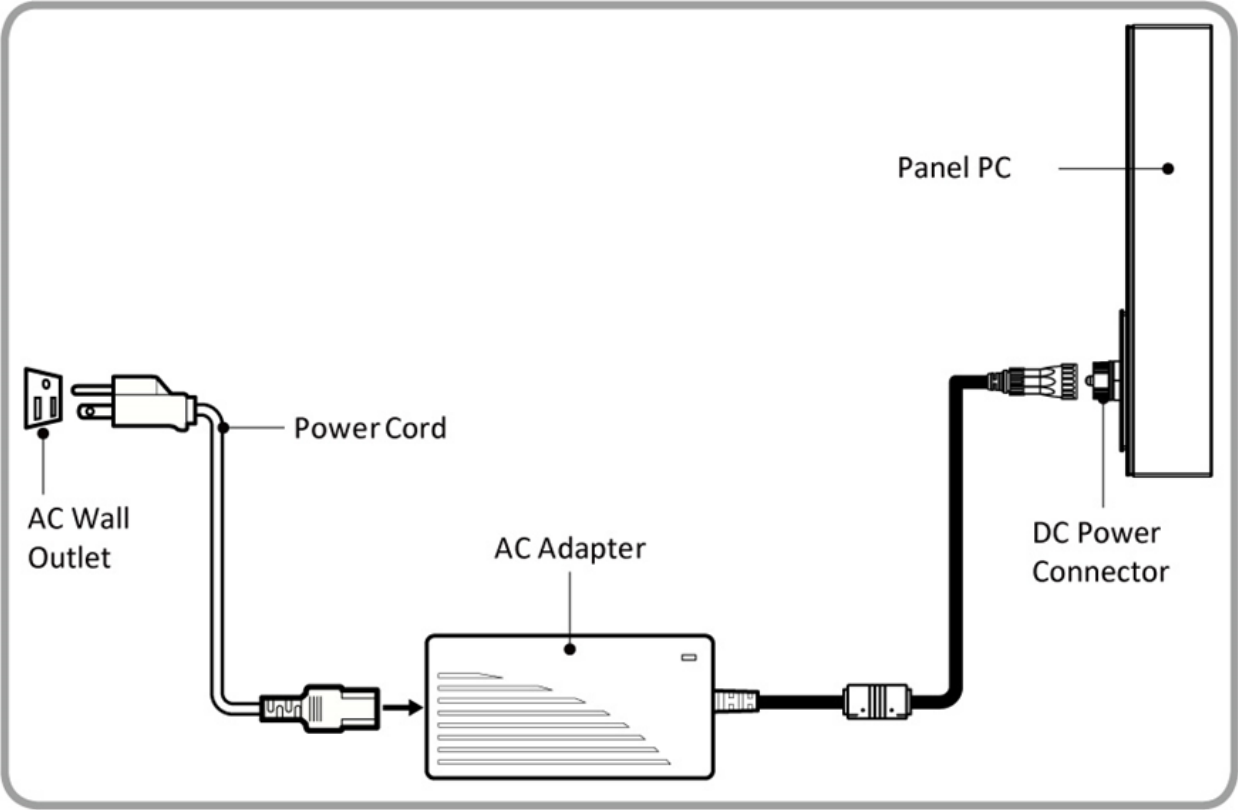 Panel PC
Power Cord
AC Wall
Outlet
AC Adapter
DC Power
Connector